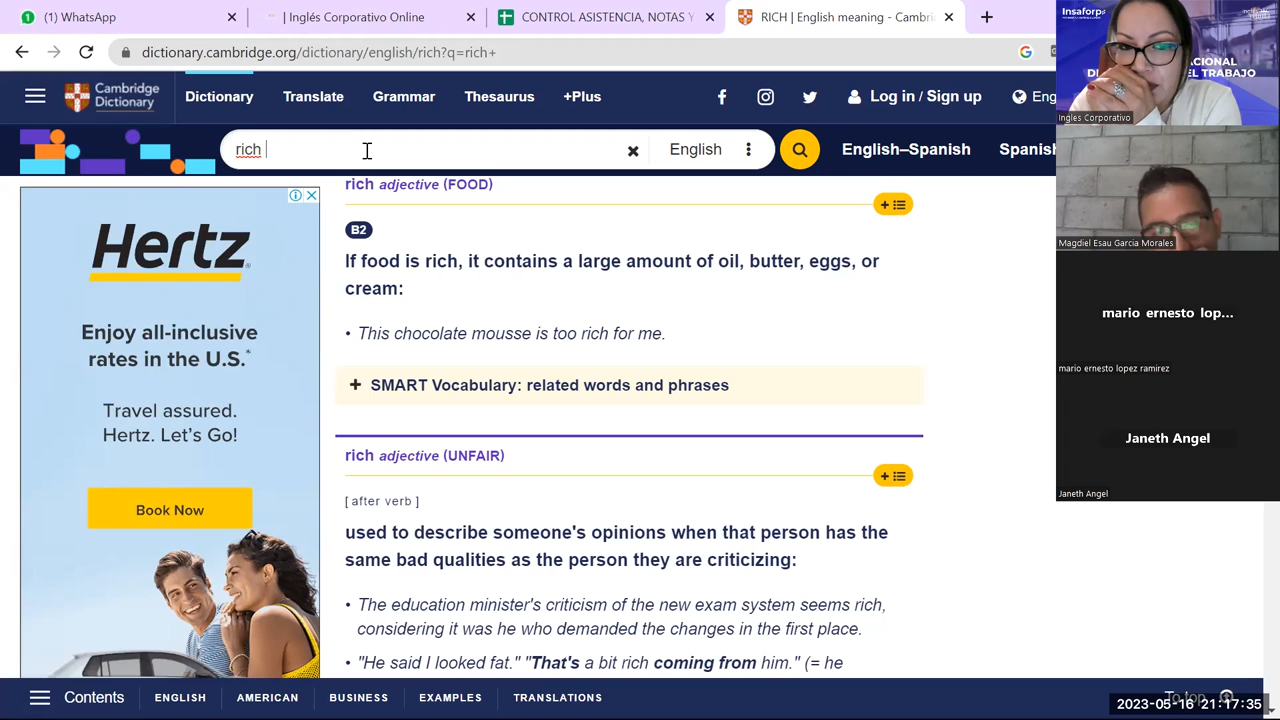 (1) WhatsApp
| Inglés Corporativo Online
RICH | English meaning - Cambri
dictionary.cambridge.org/dictionary/english/rich?q=rich+
Cambridge
Dictionary
Dictionary
Translate
Grammar
Thesaurus
+Plus
Log in / Sign up
Eng
rich
English
English–Spanish
Spanis
rich adjective (FOOD)
B2
If food is rich, it contains a large amount of oil, butter, eggs, or
cream:
• This chocolate mousse is too rich for me.
+ SMART Vocabulary: related words and phrases
rich adjective (UNFAIR)
[ after verb ]
used to describe someone's opinions when that person has the
same bad qualities as the person they are criticizing:
• The education minister's criticism of the new exam system seems rich,
considering it was he who demanded the changes in the first place.
• "He said I looked fat." "That's a bit rich coming from him." (= he
Hertz
Enjoy all-inclusive
rates in the U.S.*
Travel assured.
Hertz. Let's Go!
Book Now
Contents
ENGLISH
AMERICAN
BUSINESS
EXAMPLES
TRANSLATIONS
To top
2023-05-16 21:17:35
Insaforp
EL TRABAJO
Ingles Corporativo
Magdiel Esau Garcia Morales
mario ernesto lop...
mario ernesto lopez ramirez
Janeth Angel
Janeth Angel